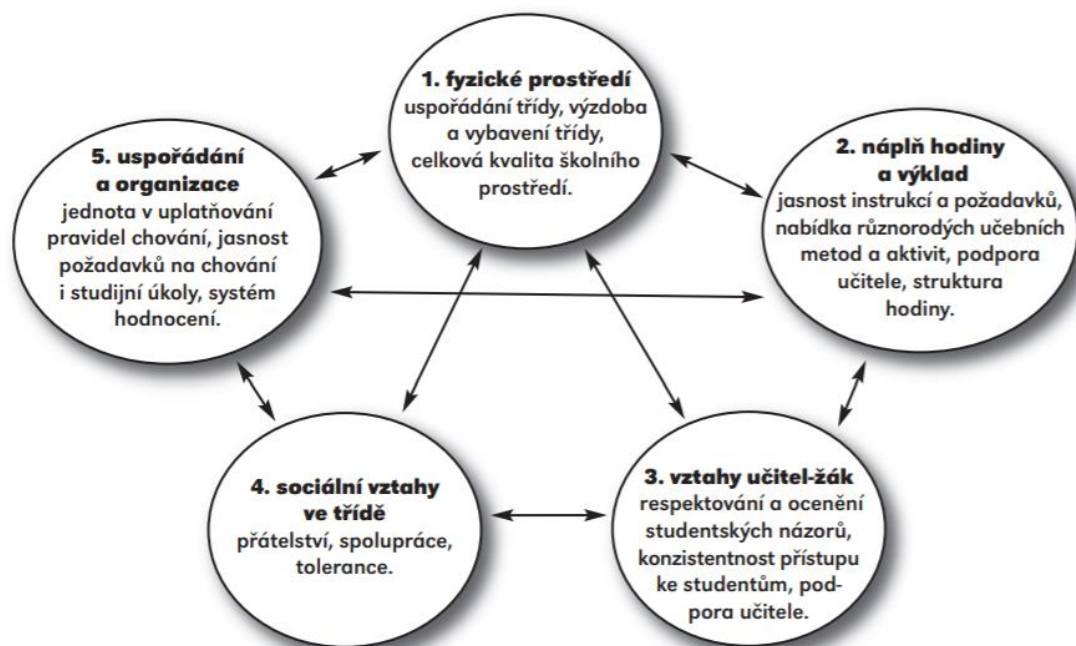 1. fyzické prostředí
uspořádání třídy, výzdoba
a vybavení třídy,
celková kvalita školního
prostředí.
2. náplň hodiny
a výklad
jasnost instrukcí a požadavků,
nabídka různorodých učebních
metod a aktivit, podpora
učitele, struktura
hodiny.
3. vztahy učitel-žák
respektování a ocenění
studentských názorů,
konzistentnost přístupu
ke studentům, pod-
pora učitele.
4. sociální vztahy
ve třídě
přátelství, spolupráce,
tolerance.
5. uspořádání
a organizace
jednota v uplatňování
pravidel chování, jasnost
požadavků na chování
i studijní úkoly, systém
hodnocení.